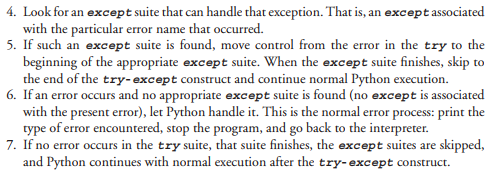 4. Look for an except suite that can handle that exception. That is, an except associated
with the particular error name that occurred.
5. If such an except suite is found, move control from the error in the try to the
beginning of the appropriate except suite. When the except suite finishes, skip to
the end of the try-except construct and continue normal Python execution.
6. If an error occurs and no appropriate except suite is found (no except is associated
with the present error), let Python handle it. This is the normal error process: print the
type of error encountered, stop the program, and go back to the interpreter.
7. If no error occurs in the try suite, that suite finishes, the except suites are skipped,
and Python continues with normal execution after the try-except construct.